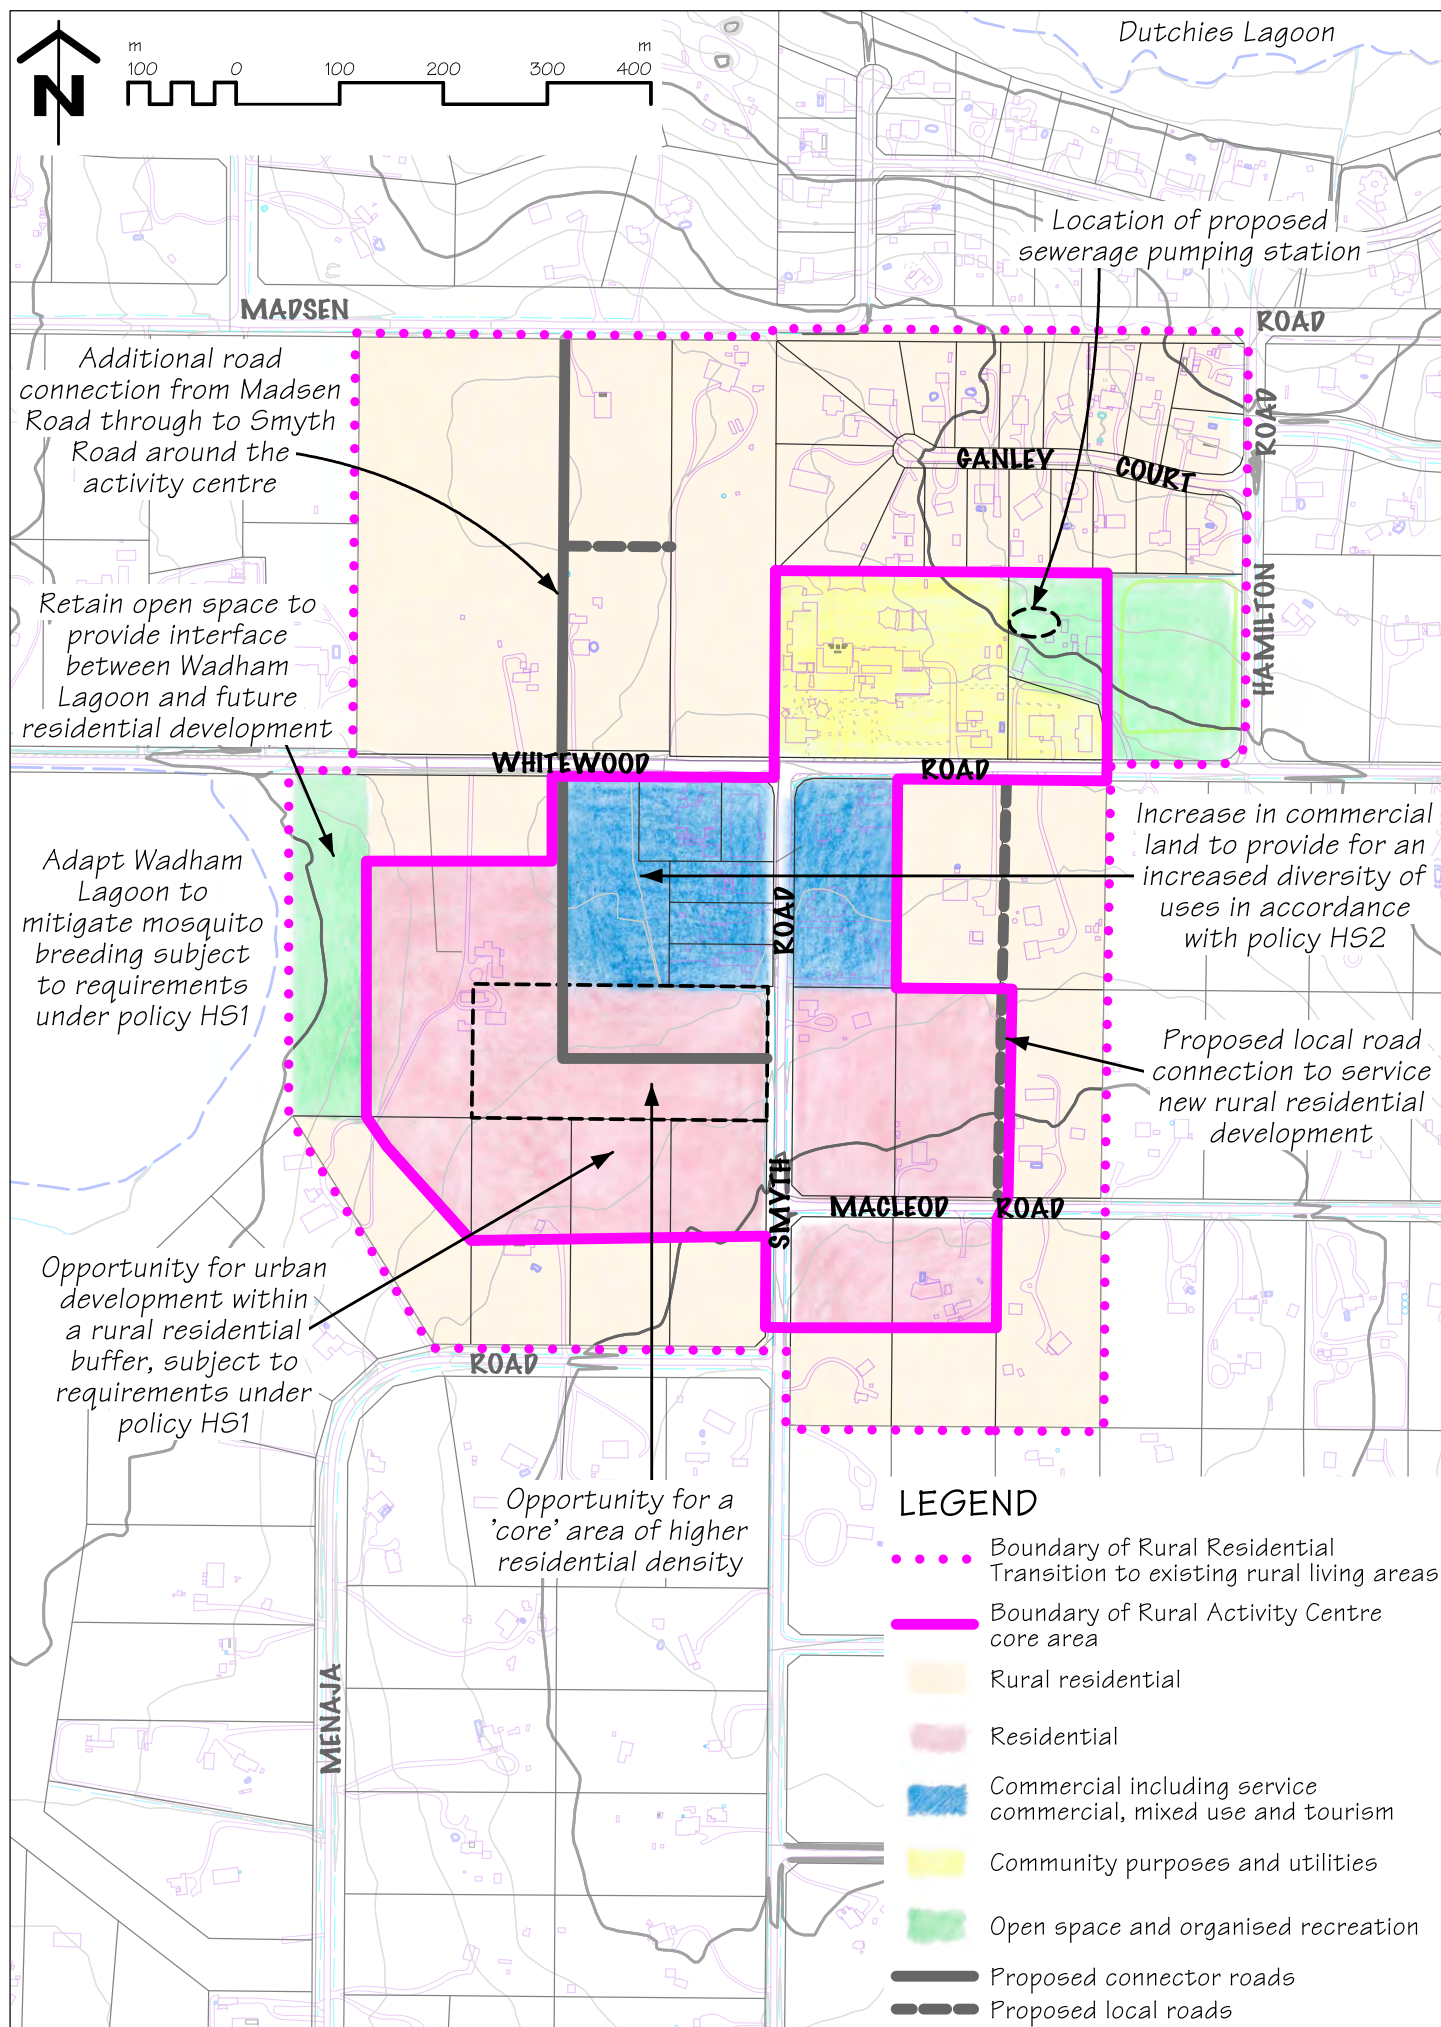 Dutchies Lagoon
m
m
100
0
100
200
300
400
N
Location of proposed
sewerage pumping station
MADSEN
ROAD
Additional road
connection from Madsen
Road through to Smyth
Road around the
activity centre
ROAD
GANLEY
COURT
HAMILTON
Retain open space to
provide interface
between Wadham
Lagoon and future
residential development
WHITEWOOD
ROAD
Increase in commercial
land to provide for an
increased diversity of
uses in accordance
with policy HS2
Adapt Wadham
Lagoon to
mitigate mosquito
breeding subject
to requirements
under policy HS1
ROAD
Proposed local road
connection to service
new rural residential
development
SMYTH
MACLEOD
ROAD
Opportunity for urban
development within
a rural residential
buffer, subject to
requirements under
policy HS1
ROAD
Opportunity for a
'core' area of higher
residential density
MENAJA
LEGEND
Boundary of Rural Residential
Transition to existing rural living areas
Boundary of Rural Activity Centre
core area
Rural residential
Residential
Commercial including service
commercial, mixed use and tourism
Community purposes and utilities
Open space and organised recreation
Proposed connector roads
Proposed local roads